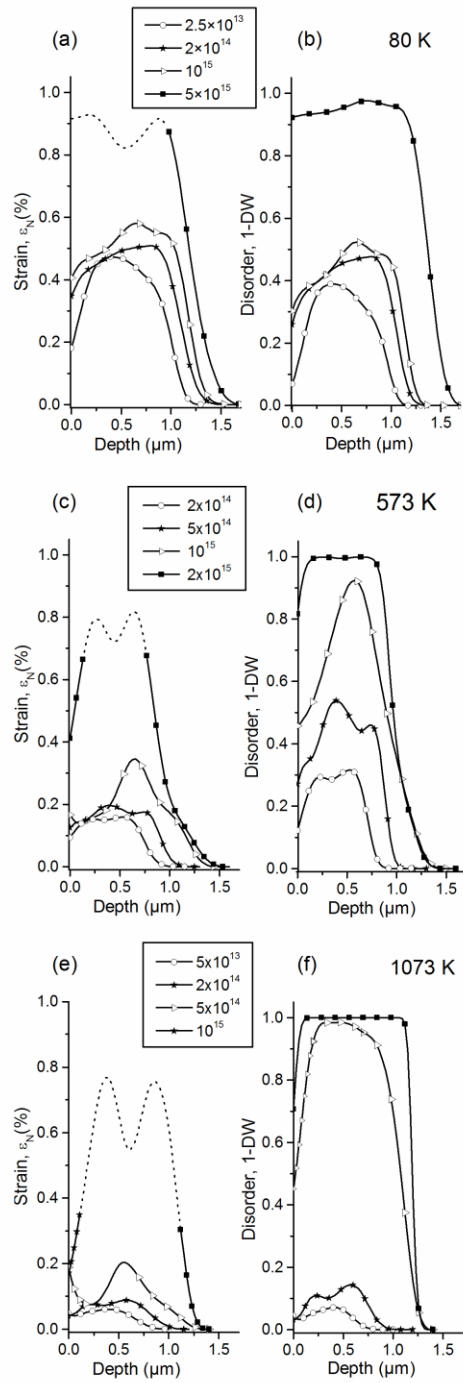 (a)
2.5×10¹³
2×10¹⁴
10¹⁵
5×10¹⁵
(b)
80 K
Strain, ε_N(%)
1.0
0.8
0.6
0.4
0.2
0.0
0.0 0.5 1.0 1.5
Depth (μm)
Disorder, 1-DW
1.0
0.8
0.6
0.4
0.2
0.0
0.0 0.5 1.0 1.5
Depth (μm)
(c)
2x10¹⁴
5x10¹⁴
10¹⁵
2x10¹⁵
(d)
573 K
Strain, ε_N(%)
1.0
0.8
0.6
0.4
0.2
0.0
0.0 0.5 1.0 1.5
Depth (μm)
Disorder, 1-DW
1.0
0.8
0.6
0.4
0.2
0.0
0.0 0.5 1.0 1.5
Depth (μm)
(e)
5x10¹³
2x10¹⁴
5x10¹⁴
10¹⁵
(f)
1073 K
Strain, ε_N(%)
1.0
0.8
0.6
0.4
0.2
0.0
0.0 0.5 1.0 1.5
Depth (μm)
Disorder, 1-DW
1.0
0.8
0.6
0.4
0.2
0.0
0.0 0.5 1.0 1.5
Depth (μm)